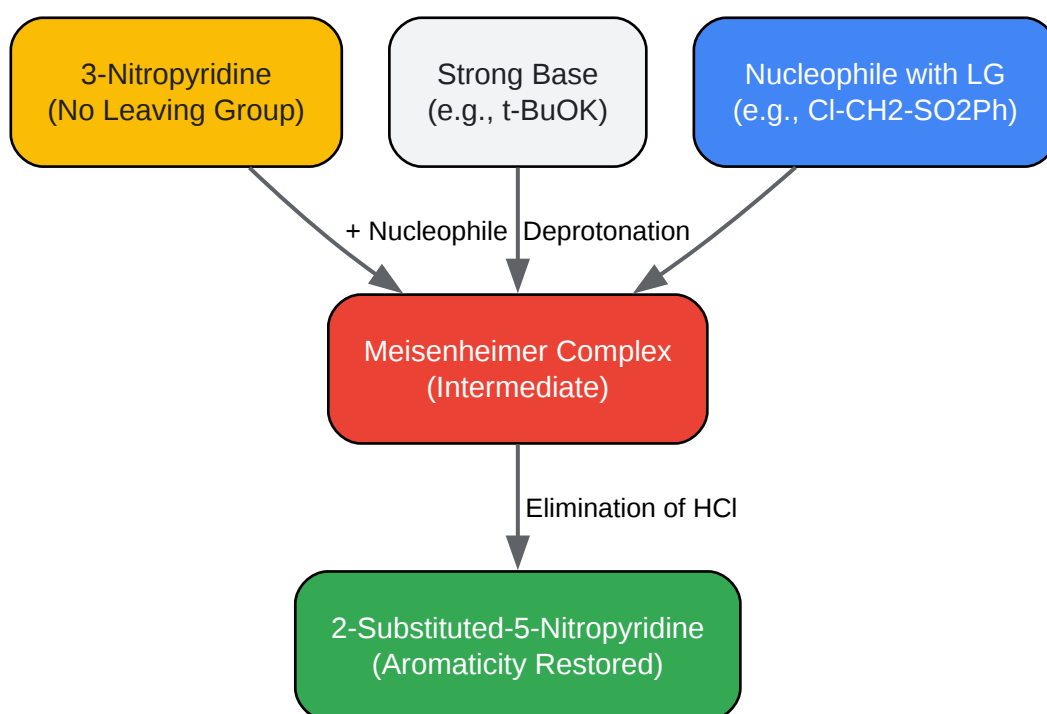 3-Nitropyridine
(No Leaving Group)
Strong Base
(e.g., t-BuOK)
Nucleophile with LG
(e.g., Cl-CH2-SO2Ph)
+ Nucleophile
Deprotonation
Meisenheimer Complex
(Intermediate)
Elimination of HCl
2-Substituted-5-Nitropyridine
(Aromaticity Restored)